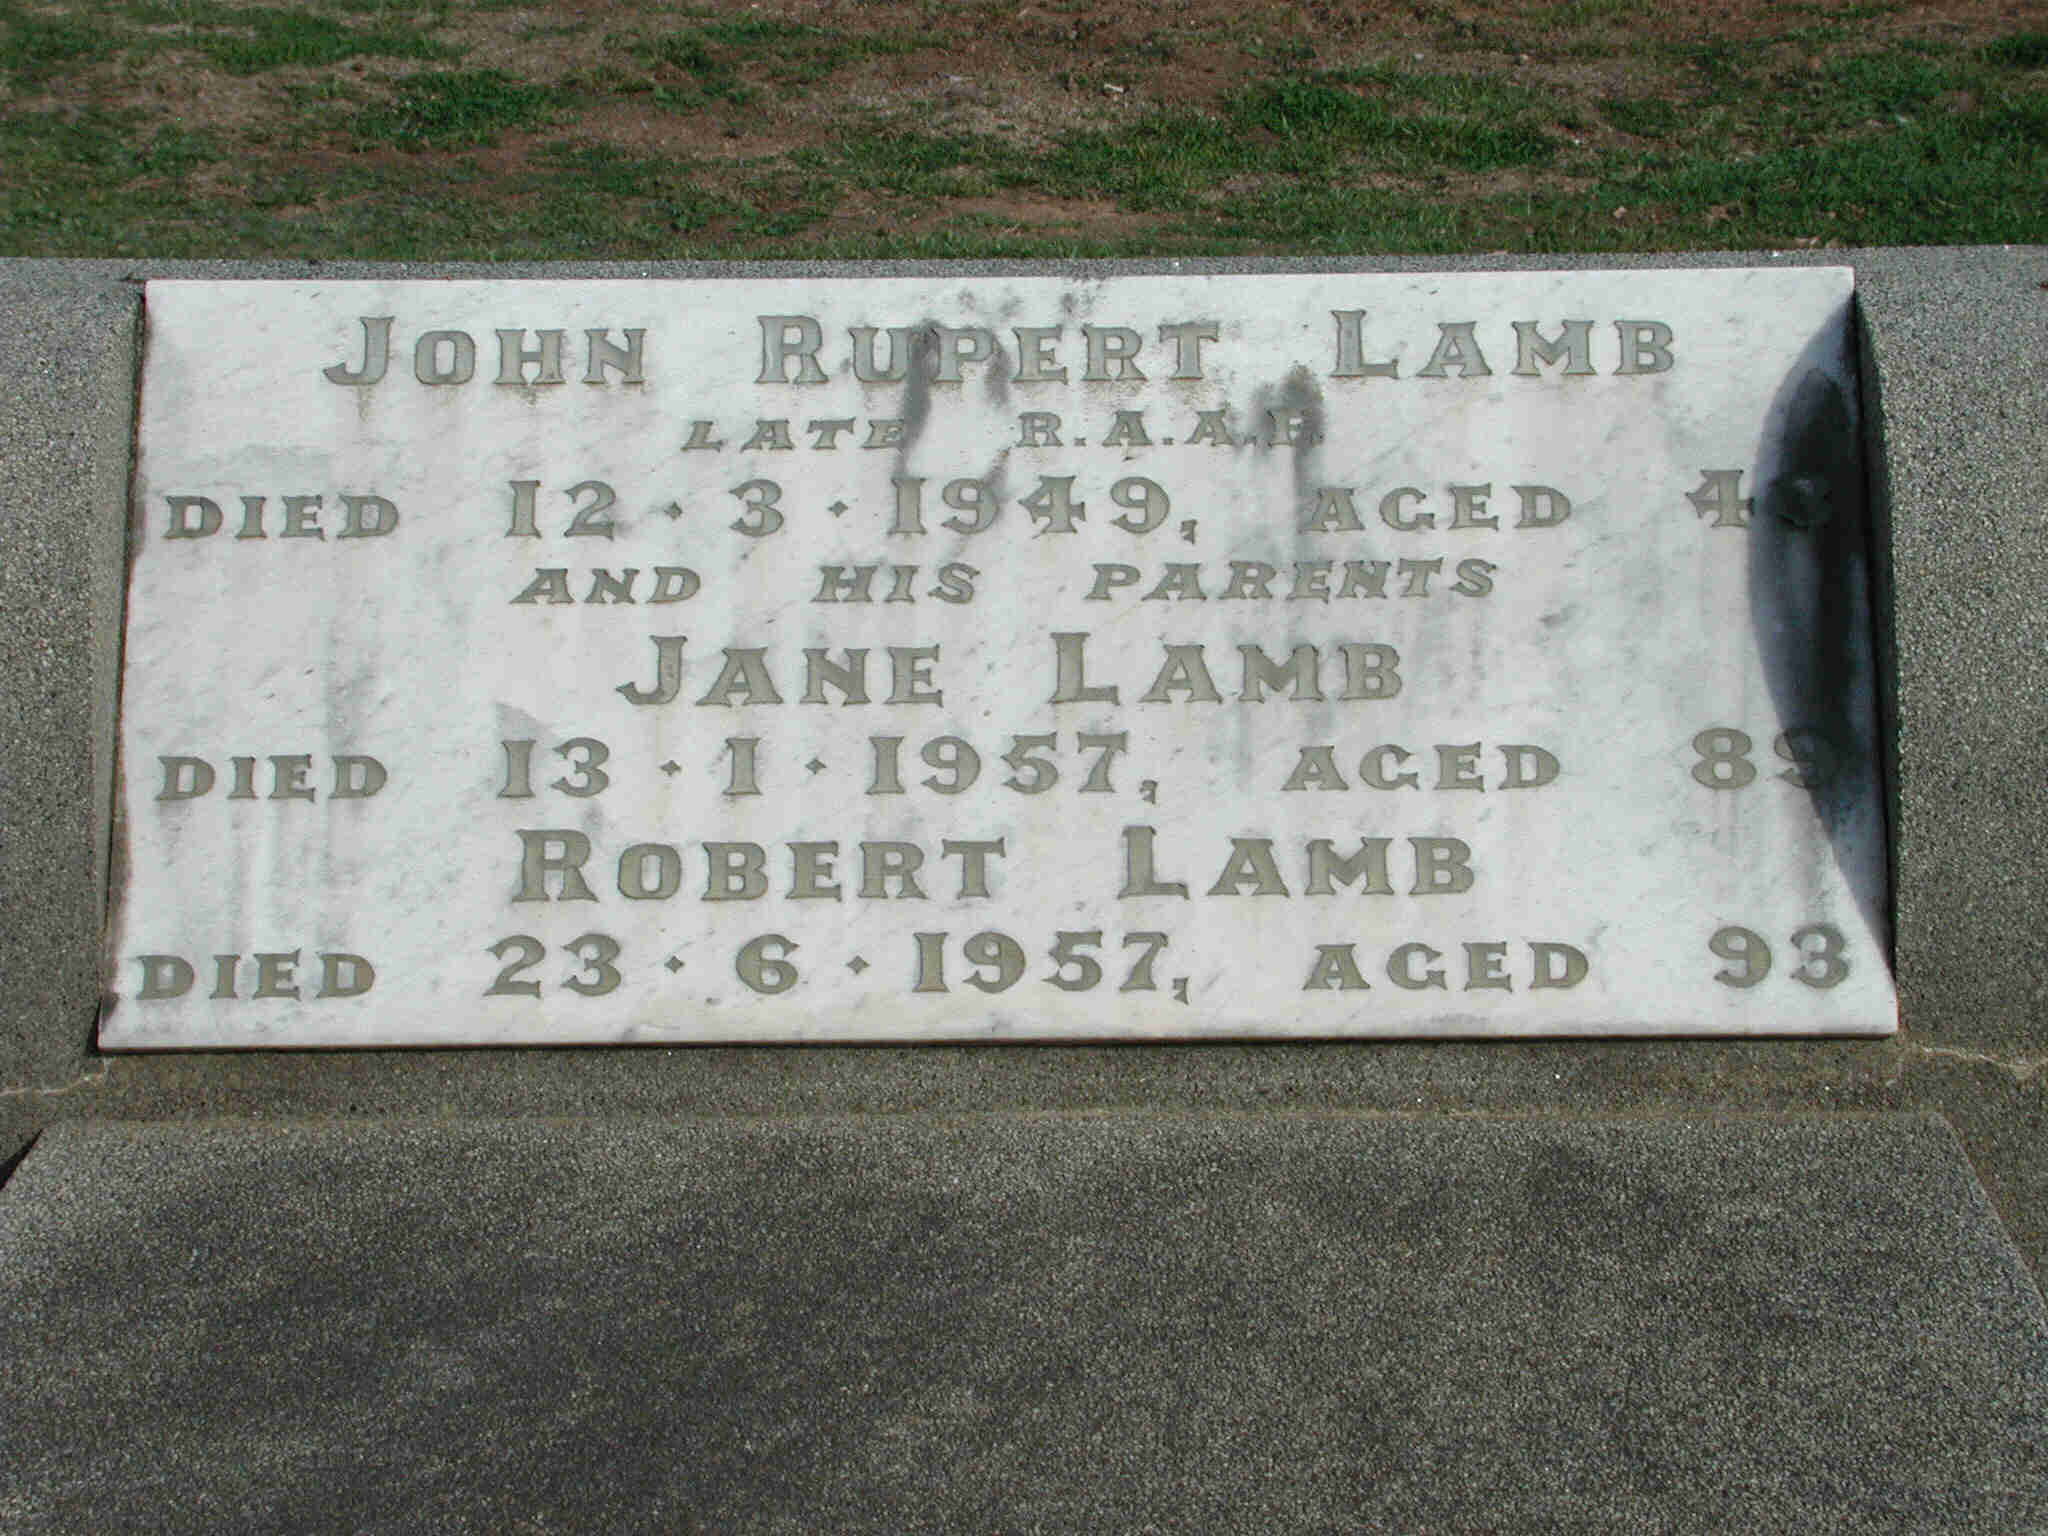 JOHN RUPERT LAMB
LATE R.A.A.F.
DIED 12·3·1949, AGED
AND HIS PARENTS
JANE LAMB
DIED 13·1·1957, AGED 89
ROBERT LAMB
DIED 23·6·1957, AGED 93